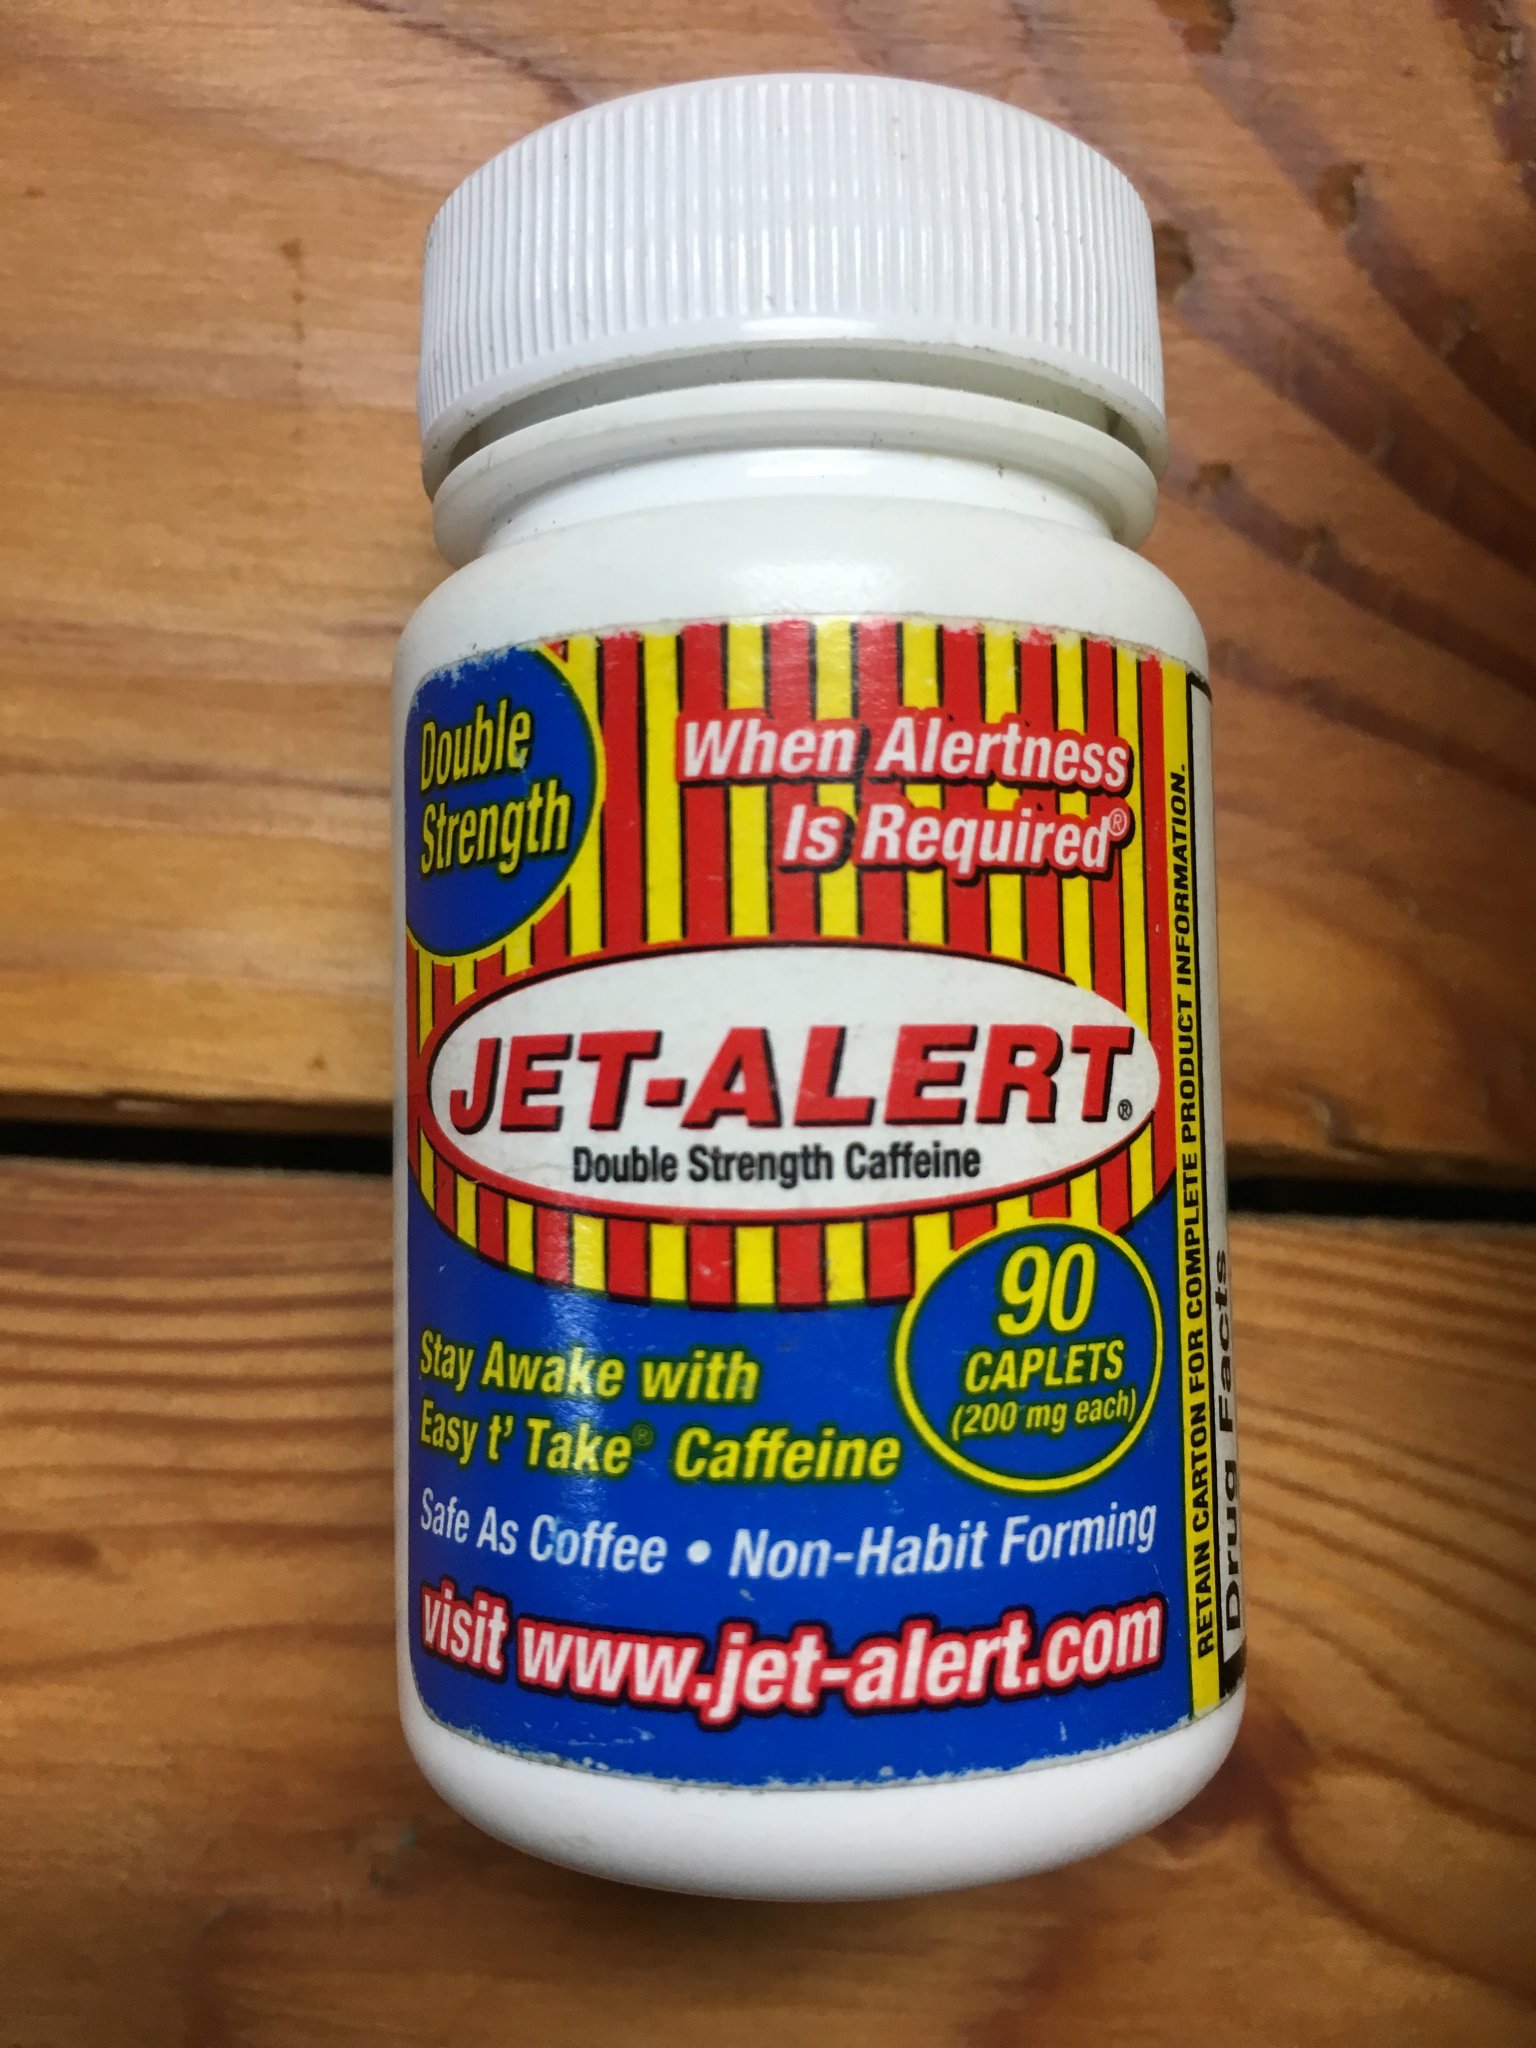 Double
Strength
When Alertness
Is Required®
JET-ALERT®
Double Strength Caffeine
90
CAPLETS
(200 mg each)
Stay Awake with
Easy t' Take® Caffeine
Safe As Coffee • Non-Habit Forming
visit www.jet-alert.com
RETAIN CARTON FOR COMPLETE PRODUCT INFORMATION.
Drug Facts